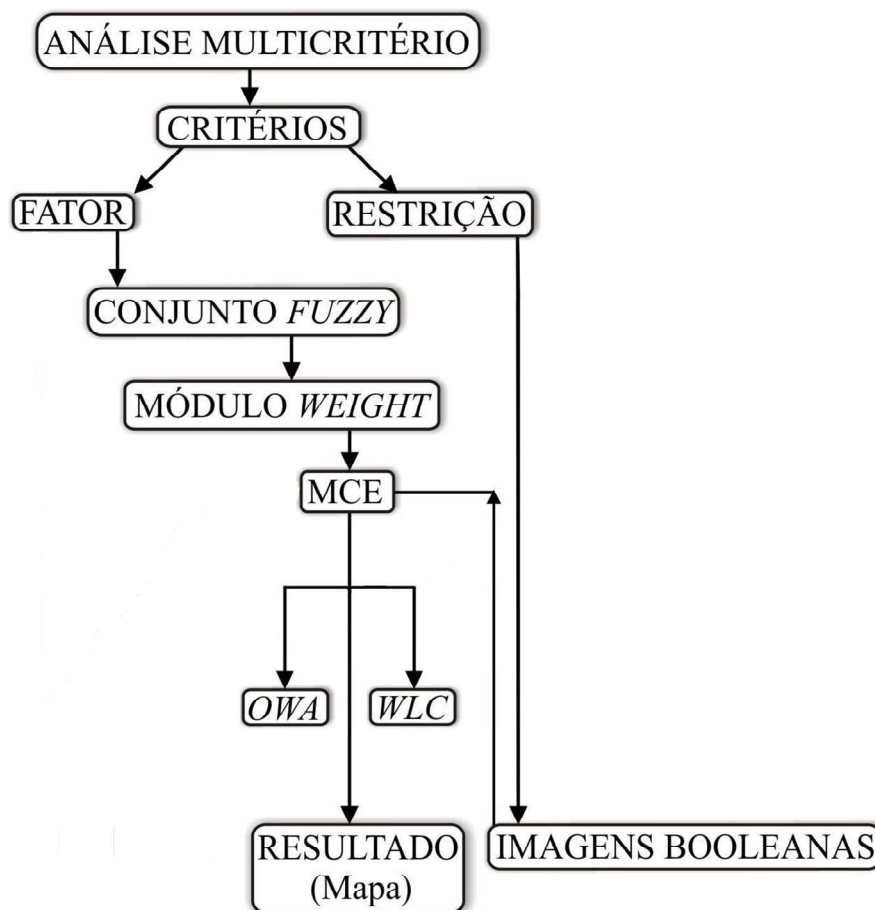 ANÁLISE MULTICRITÉRIO
CRITÉRIOS
FATOR
RESTRIÇÃO
CONJUNTO FUZZY
MÓDULO WEIGHT
MCE
OWA
WLC
RESULTADO
(Mapa)
IMAGENS BOOLEANAS